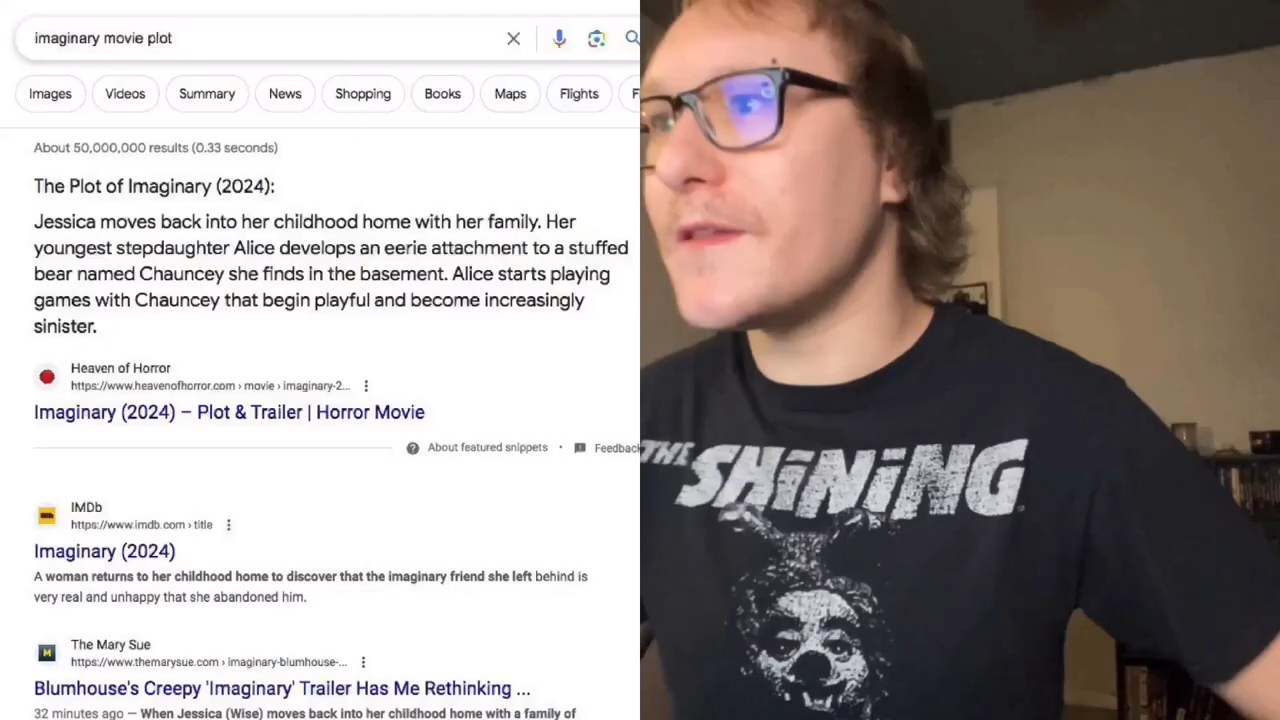 imaginary movie plot
Images Videos Summary News Shopping Books Maps Flights F
About 50,000,000 results (0.33 seconds)
The Plot of Imaginary (2024):
Jessica moves back into her childhood home with her family. Her
youngest stepdaughter Alice develops an eerie attachment to a stuffed
bear named Chauncey she finds in the basement. Alice starts playing
games with Chauncey that begin playful and become increasingly
sinister.
Heaven of Horror
https://www.heavenofhorror.com › movie › imaginary-2...
Imaginary (2024) – Plot & Trailer | Horror Movie
About featured snippets • Feedback
IMDb
https://www.imdb.com › title
Imaginary (2024)
A woman returns to her childhood home to discover that the imaginary friend she left behind is
very real and unhappy that she abandoned him.
The Mary Sue
M
https://www.themarysue.com › imaginary-blumhouse-...
Blumhouse's Creepy 'Imaginary' Trailer Has Me Rethinking ...
32 minutes ago — When Jessica (Wise) moves back into her childhood home with a family of
THE SHiNiNG